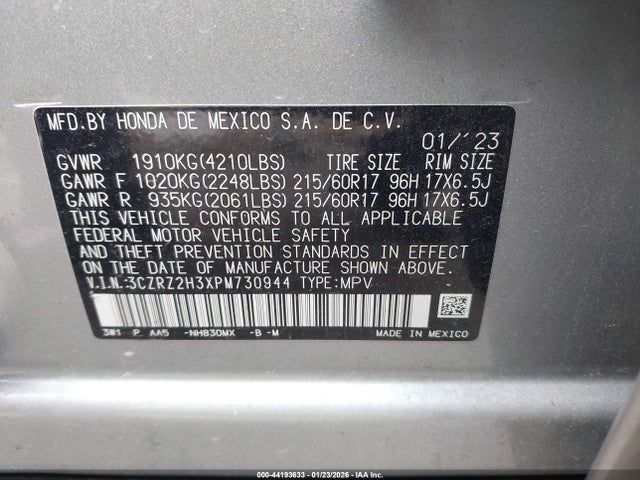 MFD.BY HONDA DE MEXICO S.A. DE C.V.
01/'23
GVWR 1910KG(4210LBS) TIRE SIZE RIM SIZE
GAWR F 1020KG(2248LBS) 215/60R17 96H 17X6.5J
GAWR R 935KG(2061LBS) 215/60R17 96H 17X6.5J
THIS VEHICLE CONFORMS TO ALL APPLICABLE
FEDERAL MOTOR VEHICLE SAFETY
AND THEFT PREVENTION STANDARDS IN EFFECT
ON THE DATE OF MANUFACTURE SHOWN ABOVE.
V.I.N.:3CZRZ2H3XPM730944 TYPE:MPV
3W1 P AA5 -NH830MX -B -M MADE IN MEXICO
000-44193633 / 01/23/2026 / IAA Inc.